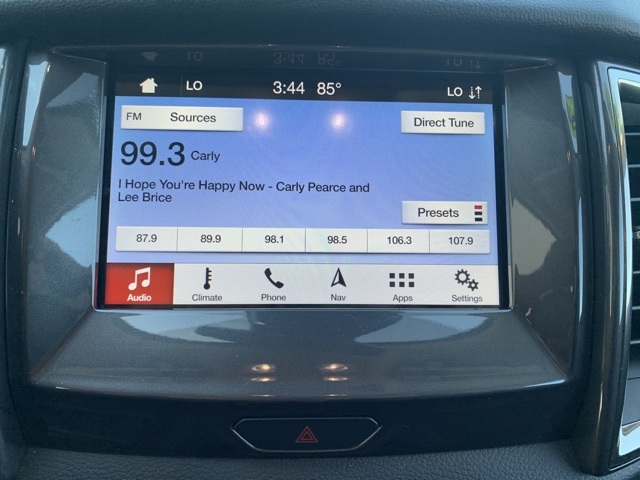 LO 3:44 85° LO
FM Sources
Direct Tune
99.3 Carly
I Hope You're Happy Now - Carly Pearce and
Lee Brice
Presets
87.9 89.9 98.1 98.5 106.3 107.9
Audio Climate Phone Nav Apps Settings